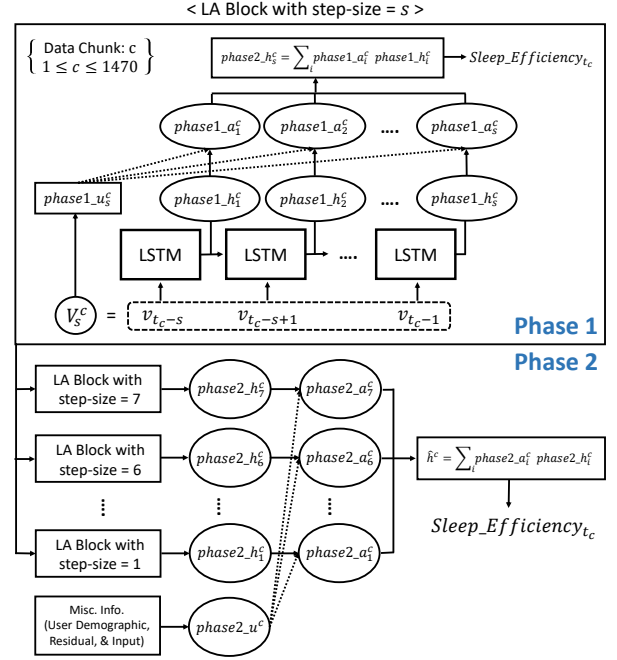 < LA Block with step-size = s >
{ Data Chunk: c
1 ≤ c ≤ 1470 }
phase2_h_s^c = ∑_i phase1_a_i^c phase1_h_i^c
Sleep_Efficiency_{t_c}
phase1_a_1^c phase1_a_2^c .... phase1_a_s^c
phase1_u_s^c
phase1_h_1^c phase1_h_2^c .... phase1_h_s^c
LSTM LSTM .... LSTM
V_s^c = v_{t_c-s} v_{t_c-s+1} v_{t_c-1}
Phase 1
Phase 2
LA Block with
step-size = 7
phase2_h_7^c phase2_a_7^c
LA Block with
step-size = 6
phase2_h_6^c phase2_a_6^c
ĥ^c = ∑_i phase2_a_i^c phase2_h_i^c
.... .... ....
Sleep_Efficiency_{t_c}
LA Block with
step-size = 1
phase2_h_1^c phase2_a_1^c
Misc. Info.
(User Demographic,
Residual, & Input)
phase2_u^c